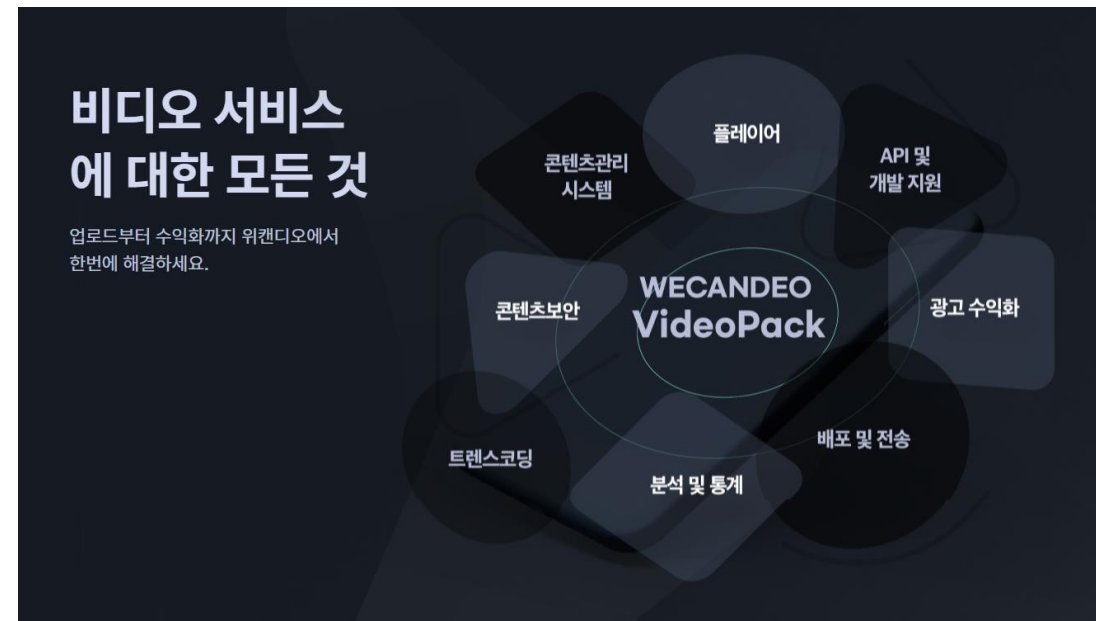 비디오 서비스
에 대한 모든 것
업로드부터 수익화까지 위캔디오에서
한번에 해결하세요.
플레이어
콘텐츠관리
시스템
API 및
개발 지원
콘텐츠보안
WECANDEO
VideoPack
광고 수익화
트렌스코딩
분석 및 통계
배포 및 전송